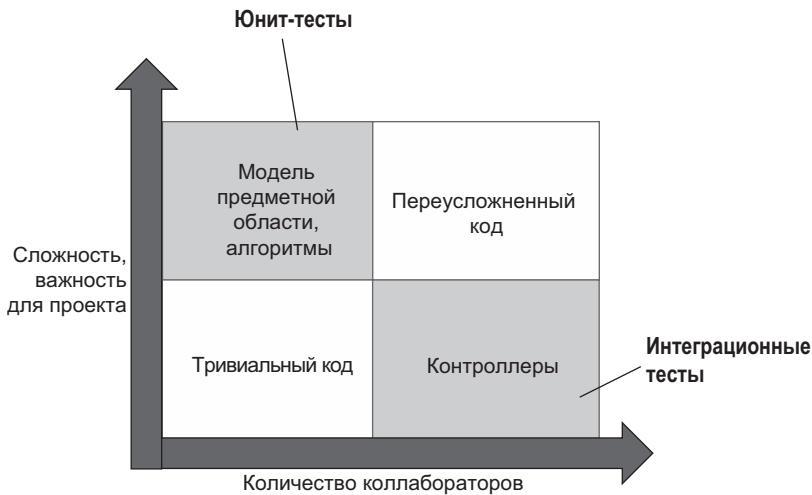 Юнит-тесты
Модель
предметной
области,
алгоритмы
Переусложненный
код
Сложность,
важность
для проекта
Тривиальный код
Контроллеры
Интеграционные
тесты
Количество коллабораторов